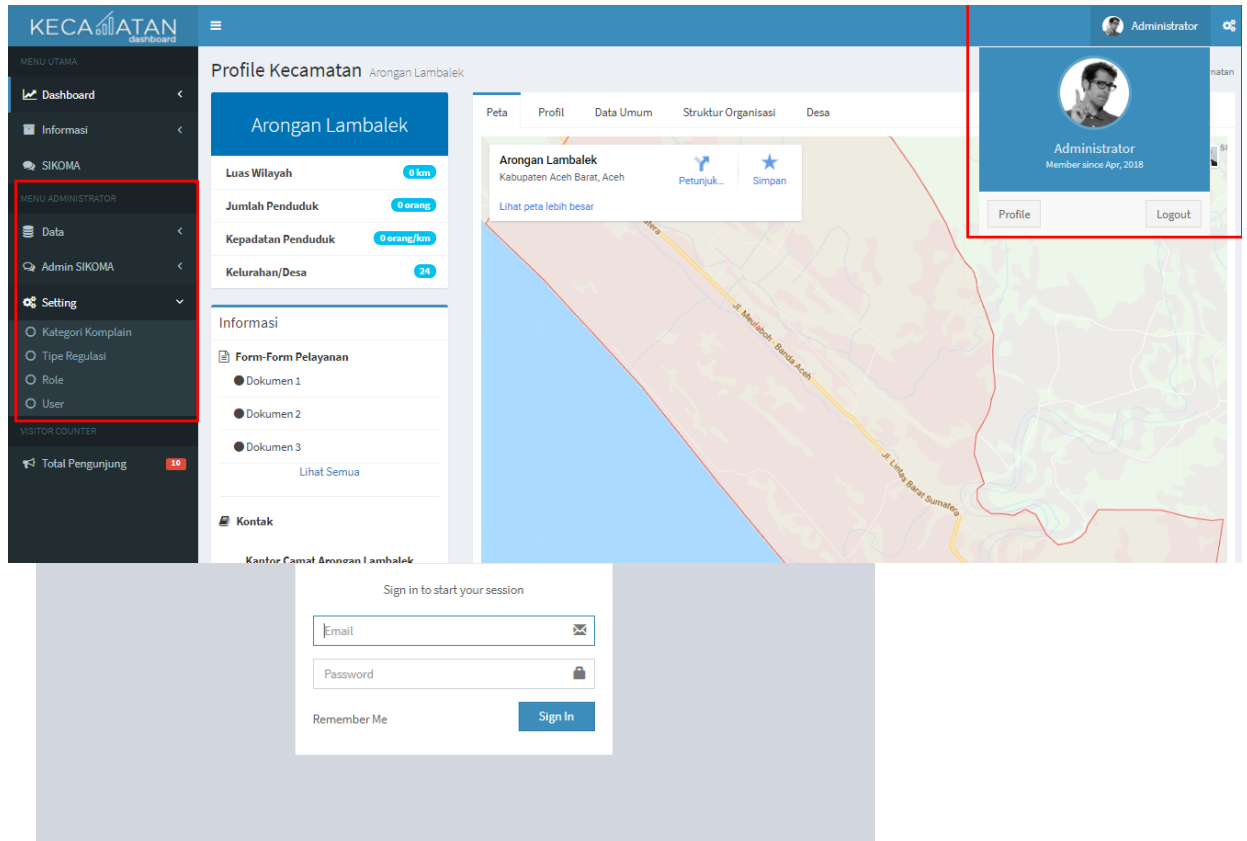 KECAMATAN
dashboard
Administrator
MENU UTAMA
Dashboard
Informasi
SIKOMA
MENU ADMINISTRATOR
Data
Admin SIKOMA
Setting
Kategori Komplain
Tipe Regulasi
Role
User
VISITOR COUNTER
Total Pengunjung 10
Profile Kecamatan Arongan Lambalek
matan
Arongan Lambalek
Luas Wilayah 0 km
Jumlah Penduduk 0 orang
Kepadatan Penduduk 0 orang/km
Kelurahan/Desa 24
Informasi
Form-Form Pelayanan
Dokumen 1
Dokumen 2
Dokumen 3
Lihat Semua
Kontak
Kantor Camat Arongan Lambalek
Peta Profil Data Umum Struktur Organisasi Desa
Arongan Lambalek
Kabupaten Aceh Barat, Aceh
Petunjuk... Simpan
Lihat peta lebih besar
Jl. Meulaboh - Banda Aceh
Jl. Lintas Barat Sumatera
Administrator
Member since Apr, 2018
Profile Logout
Sign in to start your session
Email
Password
Remember Me Sign In